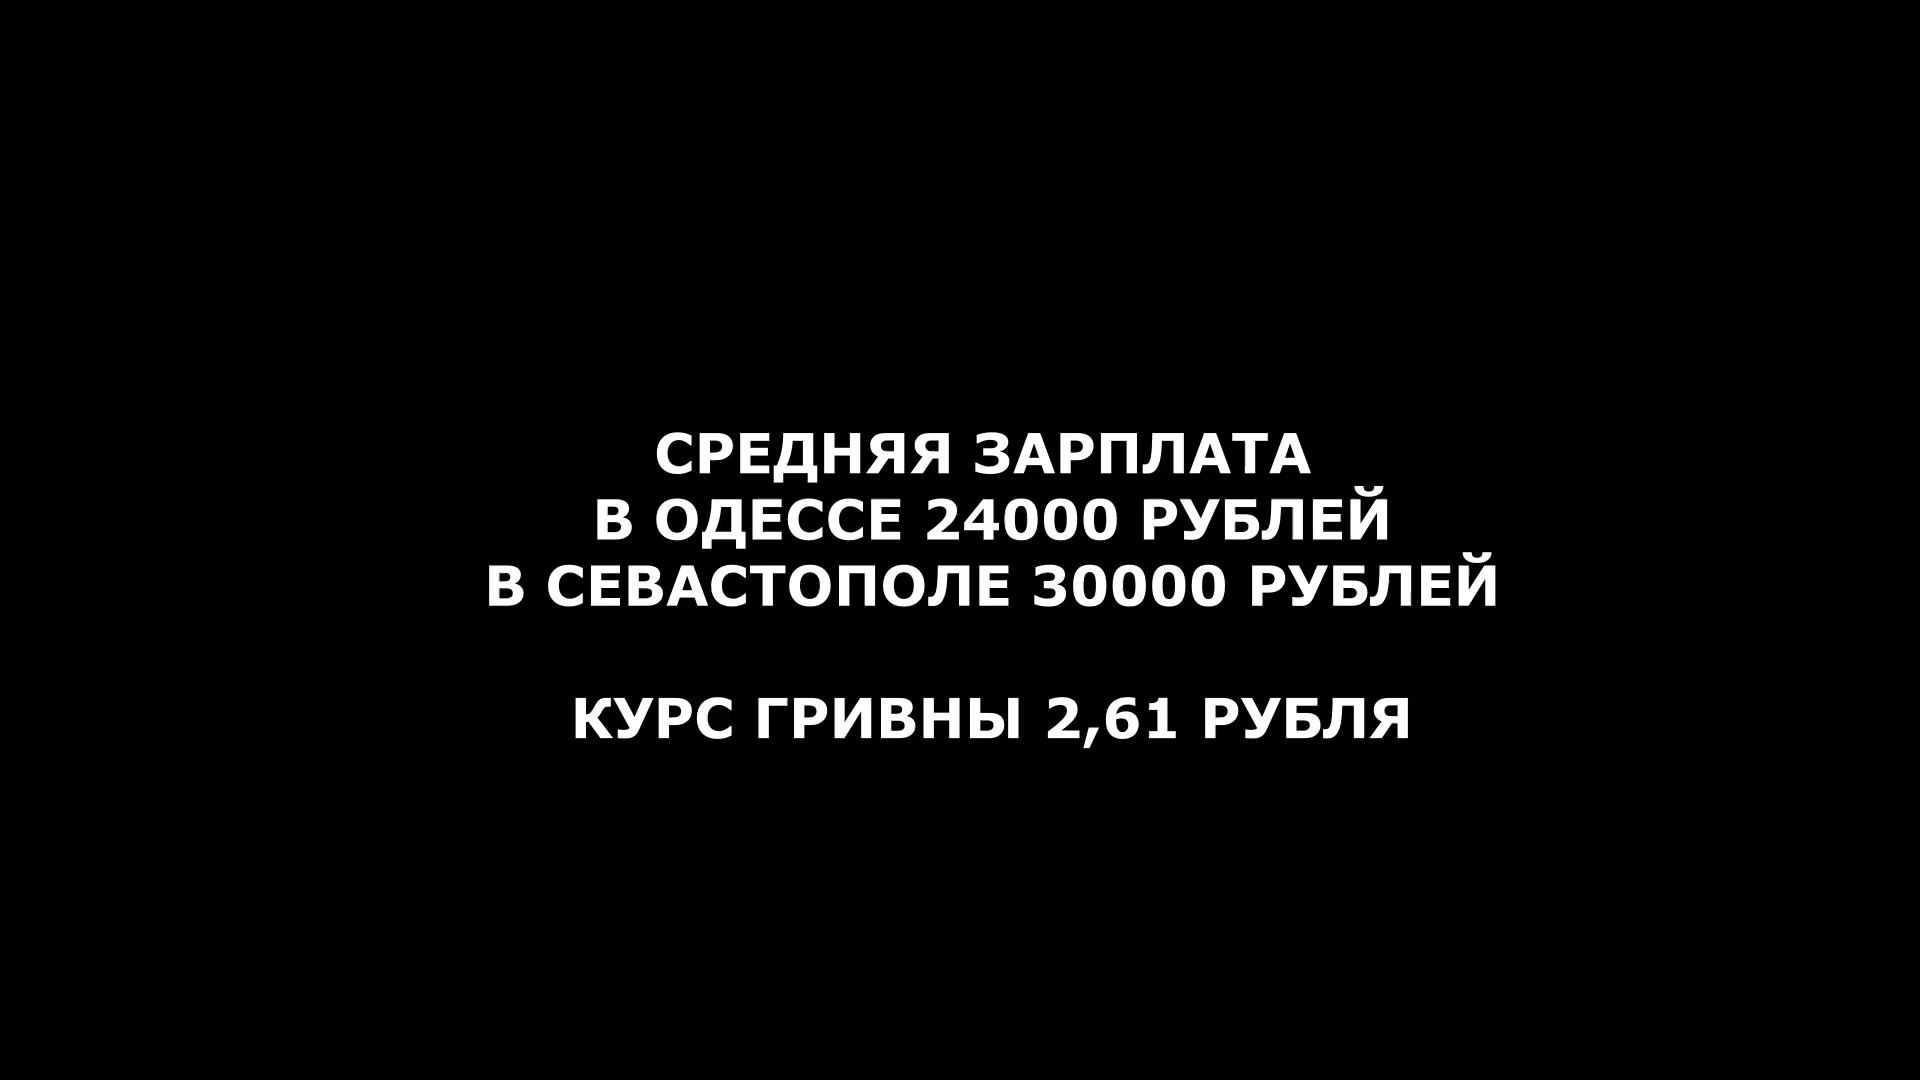 СРЕДНЯЯ ЗАРПЛАТА
В ОДЕССЕ 24000 РУБЛЕЙ
В СЕВАСТОПОЛЕ 30000 РУБЛЕЙ
КУРС ГРИВНЫ 2,61 РУБЛЯ